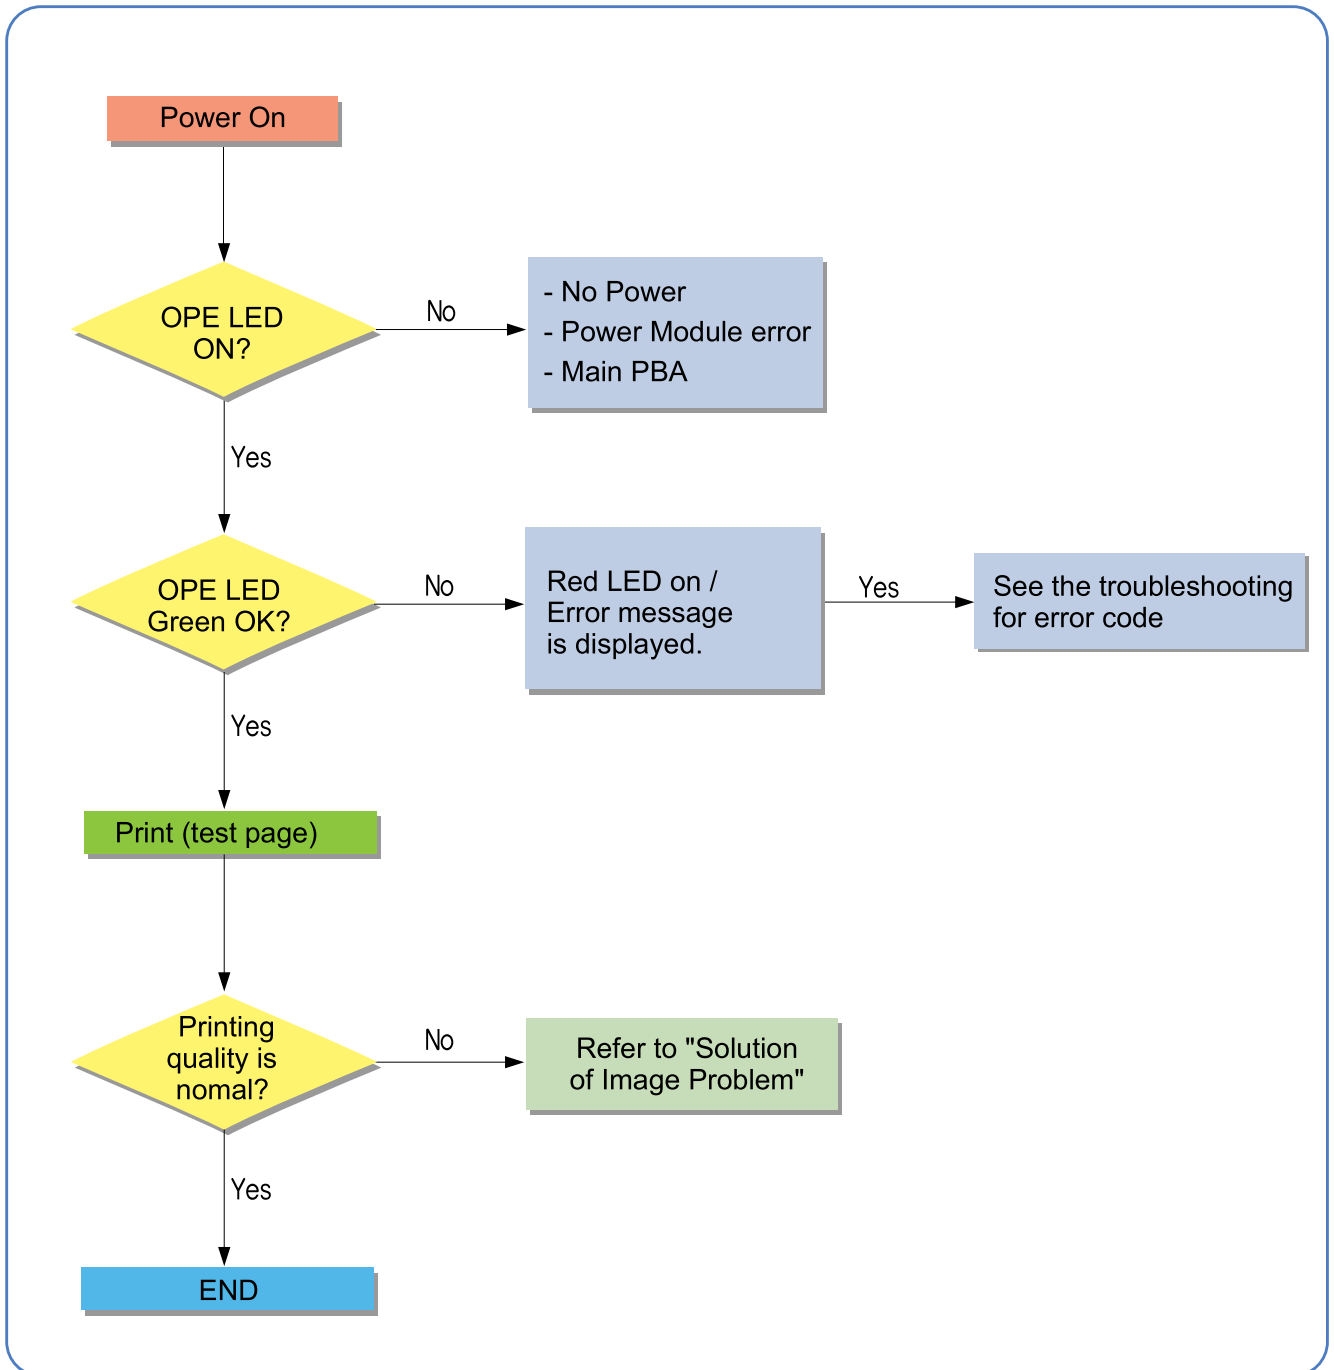 Power On
OPE LED
ON?
No
- No Power
- Power Module error
- Main PBA
Yes
OPE LED
Green OK?
No
Red LED on /
Error message
is displayed.
Yes
See the troubleshooting
for error code
Yes
Print (test page)
Printing
quality is
nomal?
No
Refer to "Solution
of Image Problem"
Yes
END